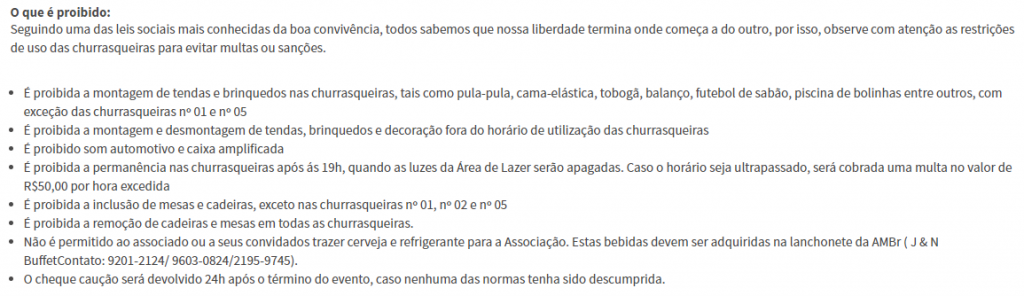 O que é proibido:
Seguindo uma das leis sociais mais conhecidas da boa convivência, todos sabemos que nossa liberdade termina onde começa a do outro, por isso, observe com atenção as restrições
de uso das churrasqueiras para evitar multas ou sanções.
• É proibida a montagem de tendas e brinquedos nas churrasqueiras, tais como pula-pula, cama-elástica, tobogã, balanço, futebol de sabão, piscina de bolinhas entre outros, com
exceção das churrasqueiras nº 01 e nº 05
• É proibida a montagem e desmontagem de tendas, brinquedos e decoração fora do horário de utilização das churrasqueiras
• É proibido som automotivo e caixa amplificada
• É proibida a permanência nas churrasqueiras após ás 19h, quando as luzes da Área de Lazer serão apagadas. Caso o horário seja ultrapassado, será cobrada uma multa no valor de
R$50,00 por hora excedida
• É proibida a inclusão de mesas e cadeiras, exceto nas churrasqueiras nº 01, nº 02 e nº 05
• É proibida a remoção de cadeiras e mesas em todas as churrasqueiras.
• Não é permitido ao associado ou a seus convidados trazer cerveja e refrigerante para a Associação. Estas bebidas devem ser adquiridas na lanchonete da AMBr ( J & N
BuffetContato: 9201-2124/ 9603-0824/2195-9745).
• O cheque caução será devolvido 24h após o término do evento, caso nenhuma das normas tenha sido descumprida.